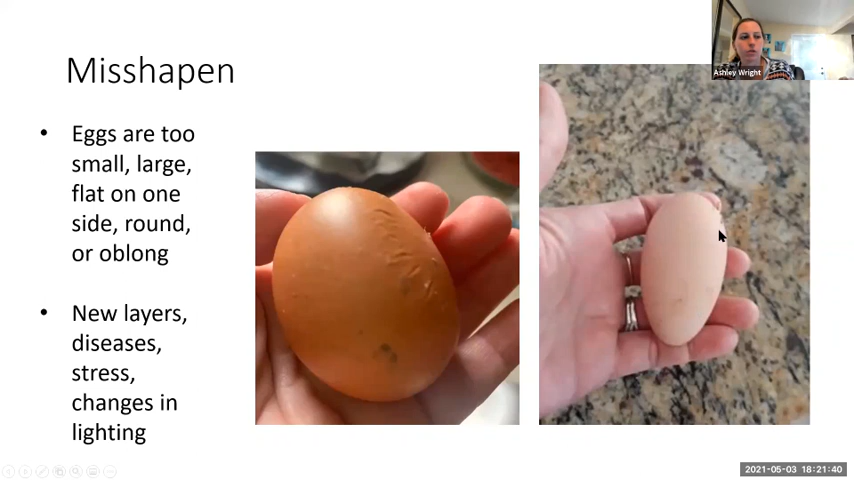 Ashley Wright
Misshapen
• Eggs are too
small, large,
flat on one
side, round,
or oblong
• New layers,
diseases,
stress,
changes in
lighting
2021-05-03 18:21:40